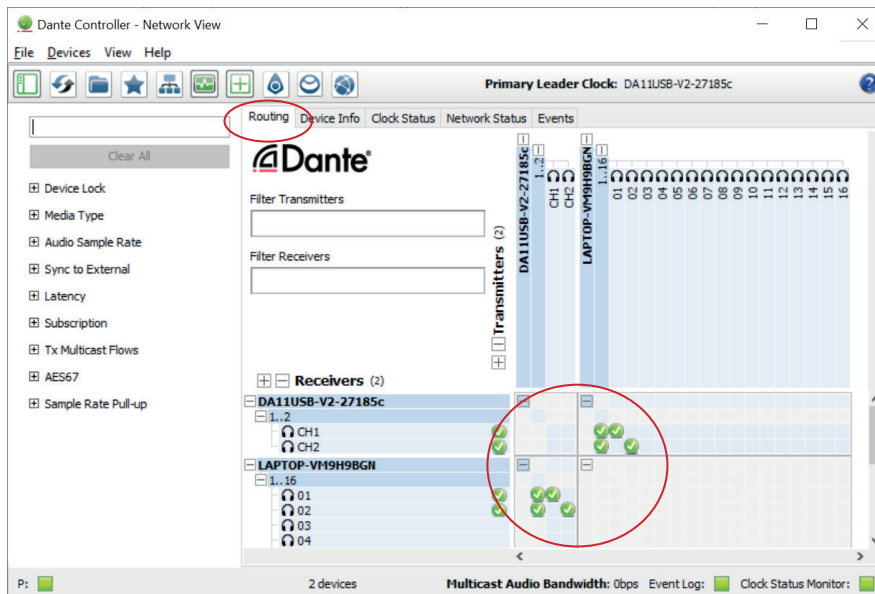 Dante Controller - Network View
File Devices View Help
Primary Leader Clock: DA11USB-V2-27185c
?
Routing Device Info Clock Status Network Status Events
Clear All
Device Lock
Media Type
Audio Sample Rate
Sync to External
Latency
Subscription
Tx Multicast Flows
AES67
Sample Rate Pull-up
Dante®
Filter Transmitters
Filter Receivers
Transmitters (2)
DA11USB-V2-27185c
1..2
CH1
CH2
LAPTOP-VM9H9BGN
1..16
01
02
03
04
05
06
07
08
09
10
11
12
13
14
15
16
Receivers (2)
DA11USB-V2-27185c
1..2
CH1
CH2
LAPTOP-VM9H9BGN
1..16
01
02
03
04
P: 2 devices Multicast Audio Bandwidth: 0bps Event Log: Clock Status Monitor: